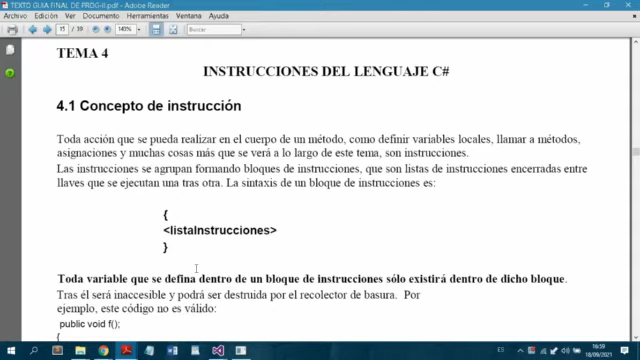 TEXTO GUIA FINAL DE PROG-II.pdf - Adobe Reader
Archivo Edición Ver Documento Herramientas Ventana Ayuda
15 / 39 140% Buscar
TEMA 4
INSTRUCCIONES DEL LENGUAJE C#
4.1 Concepto de instrucción
Toda acción que se pueda realizar en el cuerpo de un método, como definir variables locales, llamar a métodos,
asignaciones y muchas cosas más que se verá a lo largo de este tema, son instrucciones.
Las instrucciones se agrupan formando bloques de instrucciones, que son listas de instrucciones encerradas entre
llaves que se ejecutan una tras otra. La sintaxis de un bloque de instrucciones es:
{
<listaInstrucciones>
}
Toda variable que se defina dentro de un bloque de instrucciones sólo existirá dentro de dicho bloque.
Tras él será inaccesible y podrá ser destruida por el recolector de basura. Por
ejemplo, este código no es válido:
public void f();
{
ES
16:59
18/09/2021